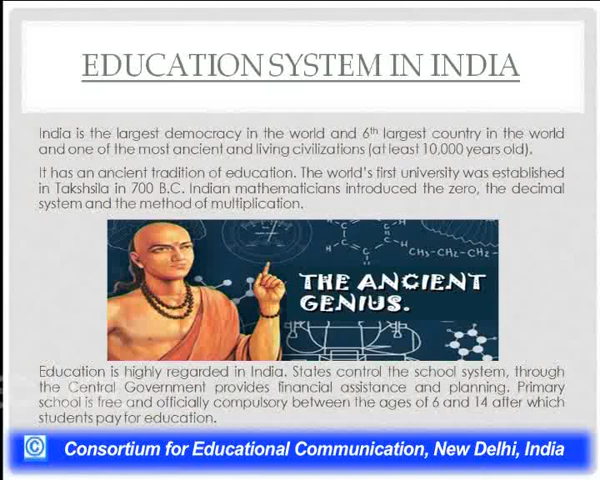 EDUCATION SYSTEM IN INDIA
India is the largest democracy in the world and 6th largest country in the world
and one of the most ancient and living civilizations (at least 10,000 years old).
It has an ancient tradition of education. The world's first university was established
in Takshsila in 700 B.C. Indian mathematicians introduced the zero, the decimal
system and the method of multiplication.
CH3-CH2-CH2-
THE ANCIENT
GENIUS.
Education is highly regarded in India. States control the school system, through
the Central Government provides financial assistance and planning. Primary
school is free and officially compulsory between the ages of 6 and 14 after which
students pay for education.
© Consortium for Educational Communication, New Delhi, India